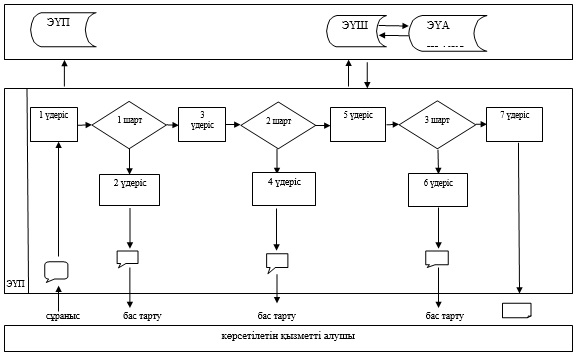 ЭҮП
ЭҮШ
ЭҮА
1 үдеріс
1 шарт
3
үдеріс
2 шарт
5 үдеріс
3 шарт
7 үдеріс
2 үдеріс
4 үдеріс
6 үдеріс
ЭҮП
сұраныс
бас тарту
бас тарту
бас тарту
көрсетілетін қызметті алушы